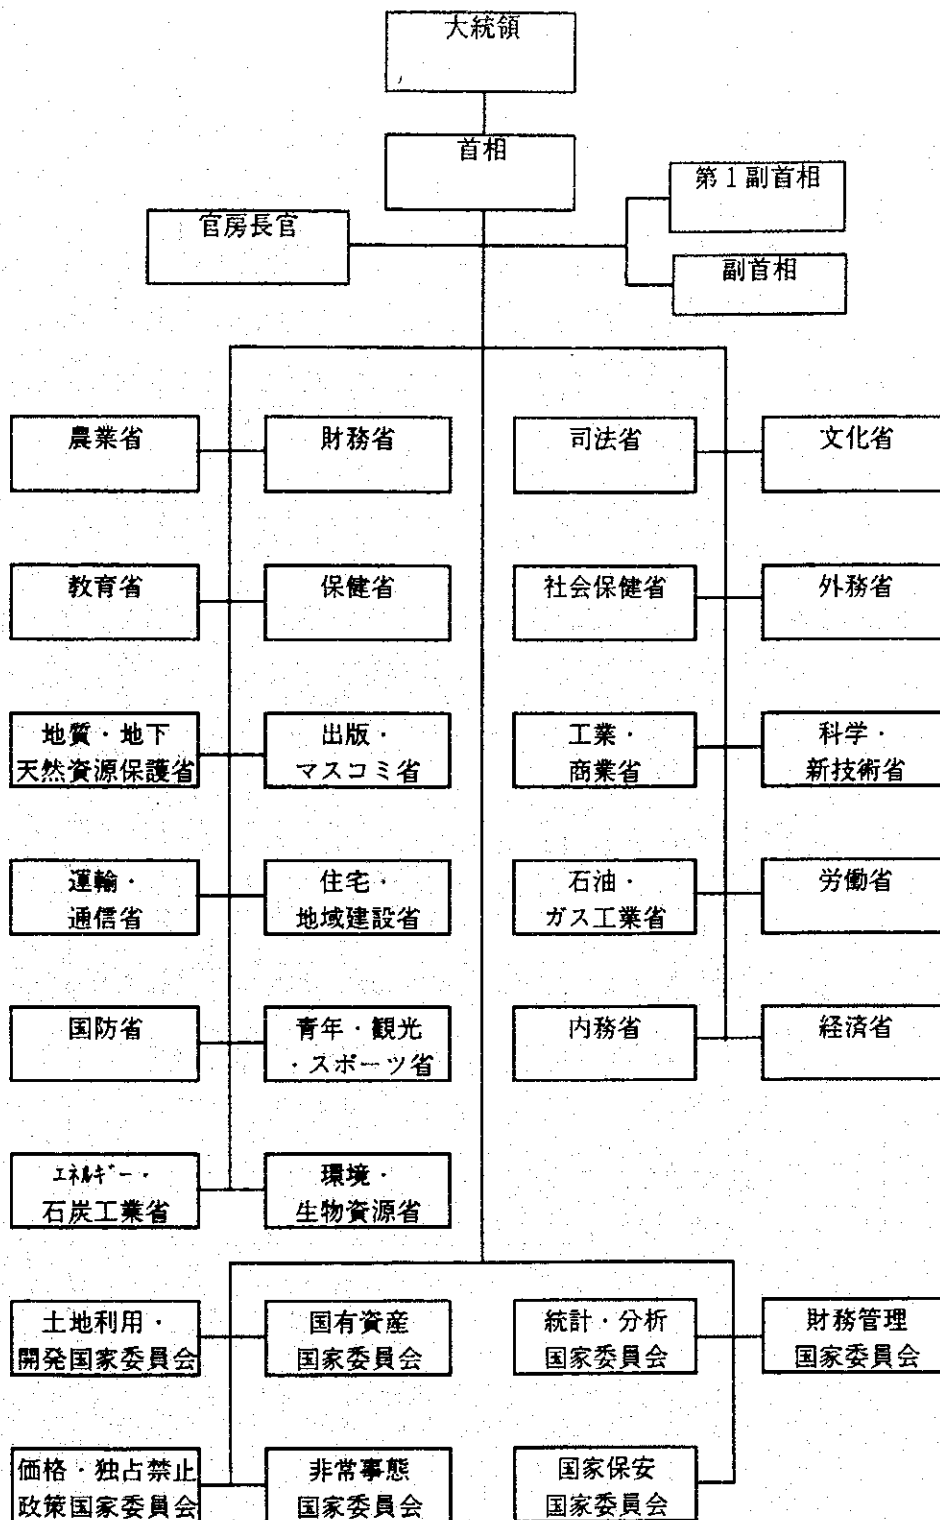 大統領
首相
第1副首相
官房長官
副首相
農業省
財務省
司法省
文化省
教育省
保健省
社会保健省
外務省
地質・地下
天然資源保護省
出版・
マスコミ省
工業・
商業省
科学・
新技術省
運輸・
通信省
住宅・
地域建設省
石油・
ガス工業省
労働省
国防省
青年・観光
・スポーツ省
内務省
経済省
エネルギー・
石炭工業省
環境・
生物資源省
土地利用・
開発国家委員会
国有資産
国家委員会
統計・分析
国家委員会
財務管理
国家委員会
価格・独占禁止
政策国家委員会
非常事態
国家委員会
国家保安
国家委員会